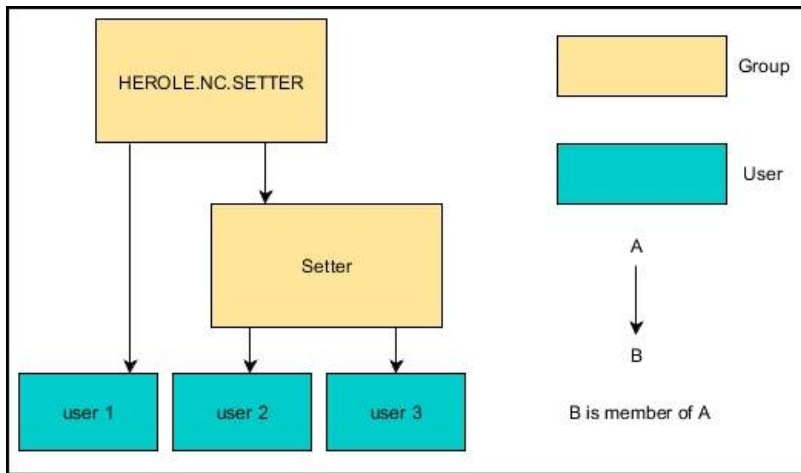 HEROLE.NC.SETTER
Group
User
Setter
A
B
user 1
user 2
user 3
B is member of A